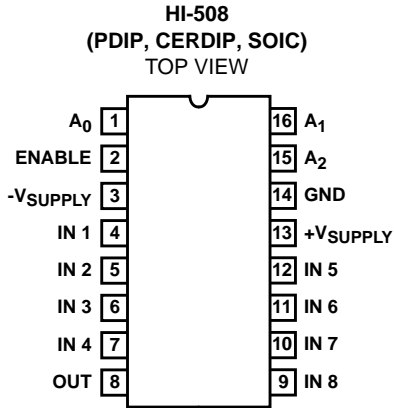 HI-508
(PDIP, CERDIP, SOIC)
TOP VIEW
A0 1 16 A1
ENABLE 2 15 A2
-VSUPPLY 3 14 GND
IN 1 4 13 +VSUPPLY
IN 2 5 12 IN 5
IN 3 6 11 IN 6
IN 4 7 10 IN 7
OUT 8 9 IN 8